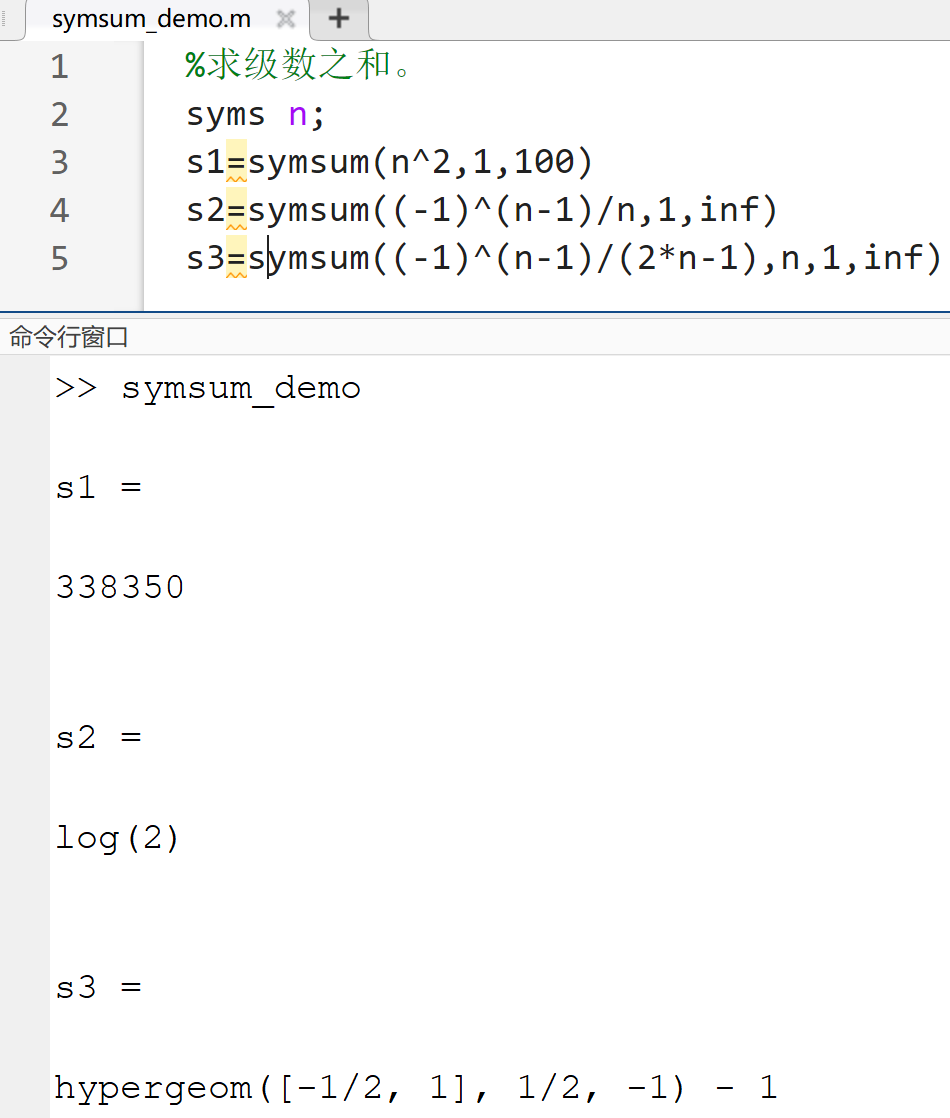 symsum_demo.m
1 %求级数之和。
2 syms n;
3 s1=symsum(n^2,1,100)
4 s2=symsum((-1)^(n-1)/n,1,inf)
5 s3=symsum((-1)^(n-1)/(2*n-1),n,1,inf)
命令行窗口
>> symsum_demo
s1 =
338350
s2 =
log(2)
s3 =
hypergeom([-1/2, 1], 1/2, -1) - 1